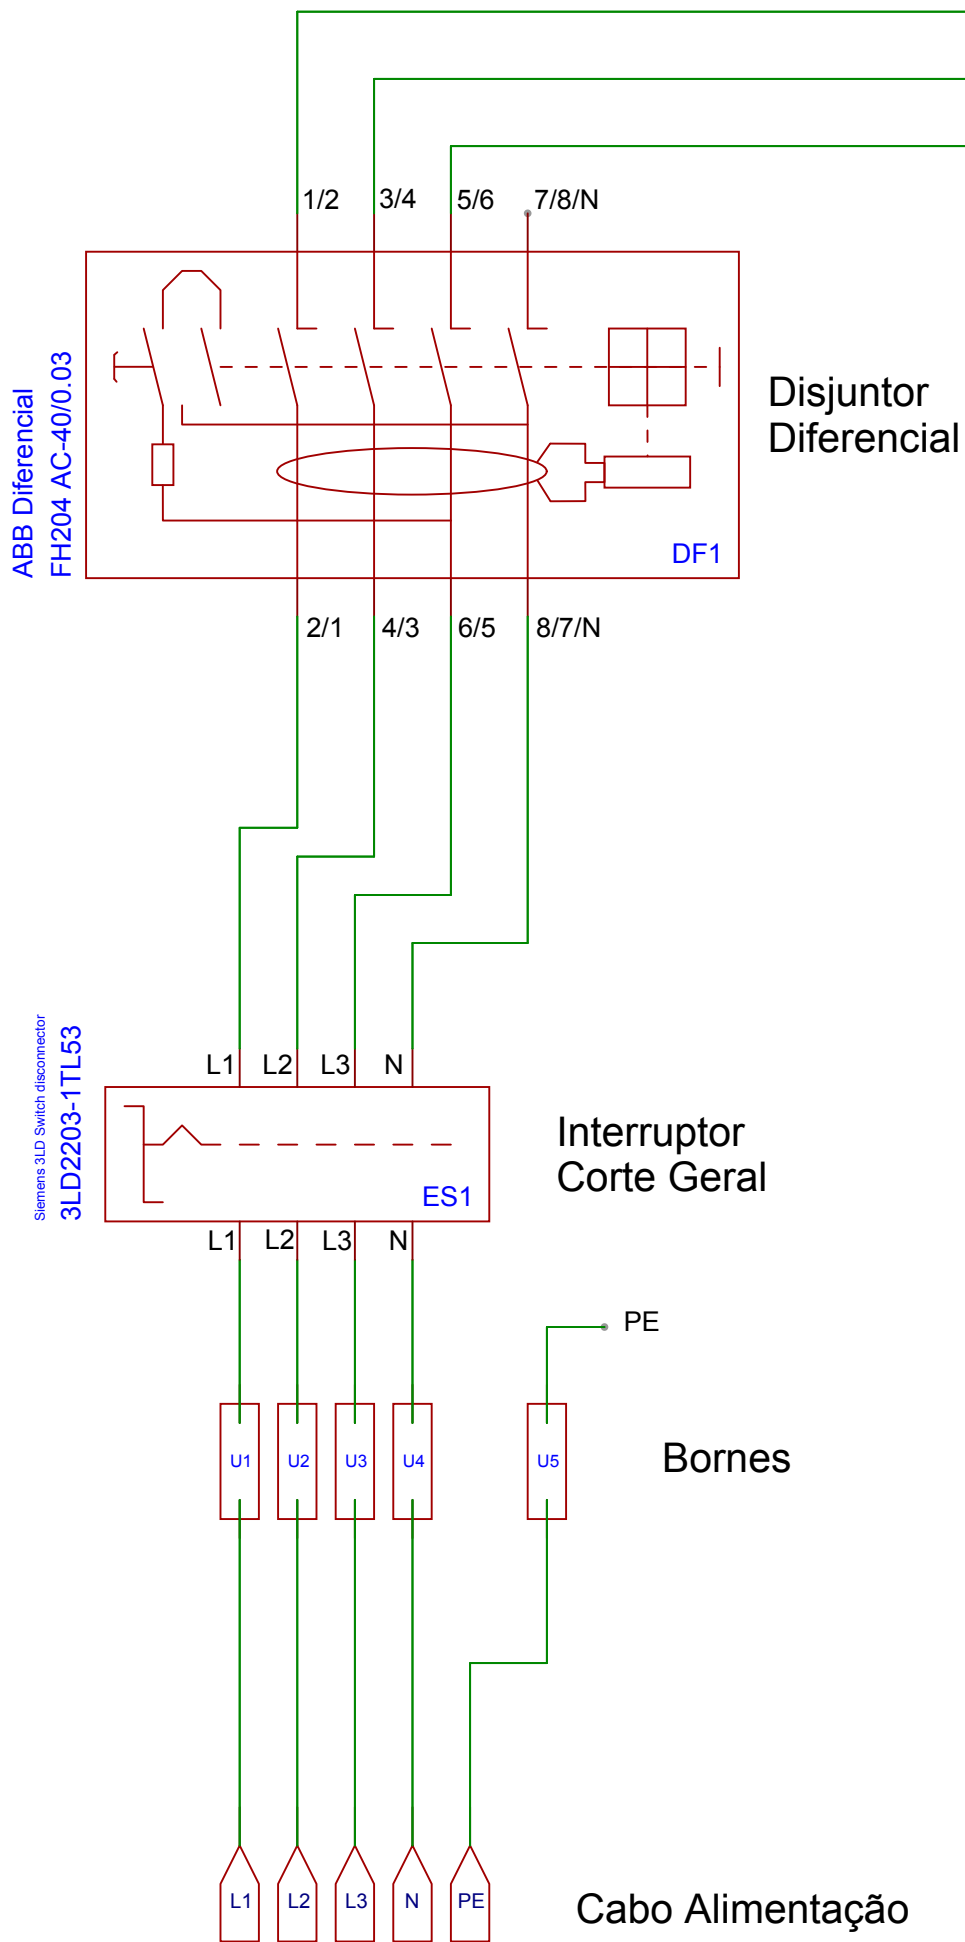 1/2
3/4
5/6
7/8/N
ABB Diferencial
FH204 AC-40/0.03
Disjuntor
Diferencial
DF1
2/1
4/3
6/5
8/7/N
Siemens 3LD Switch disconnector
3LD2203-1TL53
L1
L2
L3
N
Interruptor
Corte Geral
ES1
L1
L2
L3
N
PE
U1
U2
U3
U4
U5
Bornes
L1
L2
L3
N
PE
Cabo Alimentação